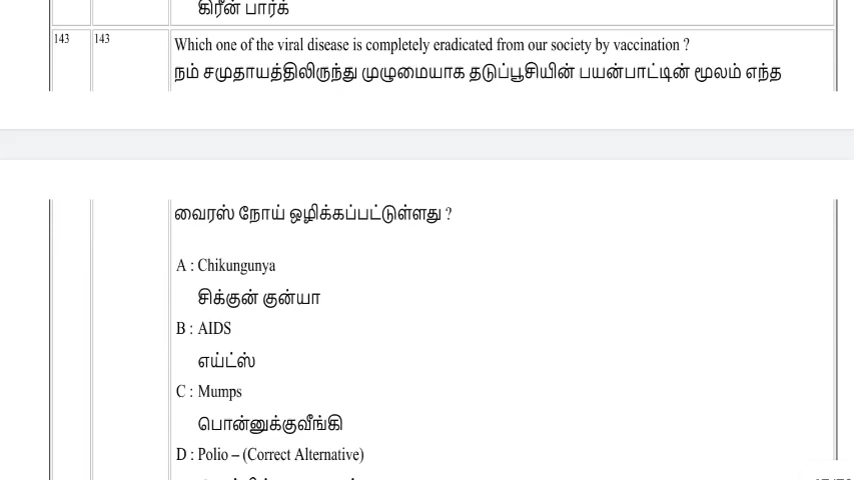 கிரீன் பார்க்
143 143 Which one of the viral disease is completely eradicated from our society by vaccination ?
நம் சமுதாயத்திலிருந்து முழுமையாக தடுப்பூசியின் பயன்பாட்டின் மூலம் எந்த
வைரஸ் நோய் ஒழிக்கப்பட்டுள்ளது ?
A : Chikungunya
சிக்குன் குன்யா
B : AIDS
எய்ட்ஸ்
C : Mumps
பொன்னுக்குவீங்கி
D : Polio – (Correct Alternative)